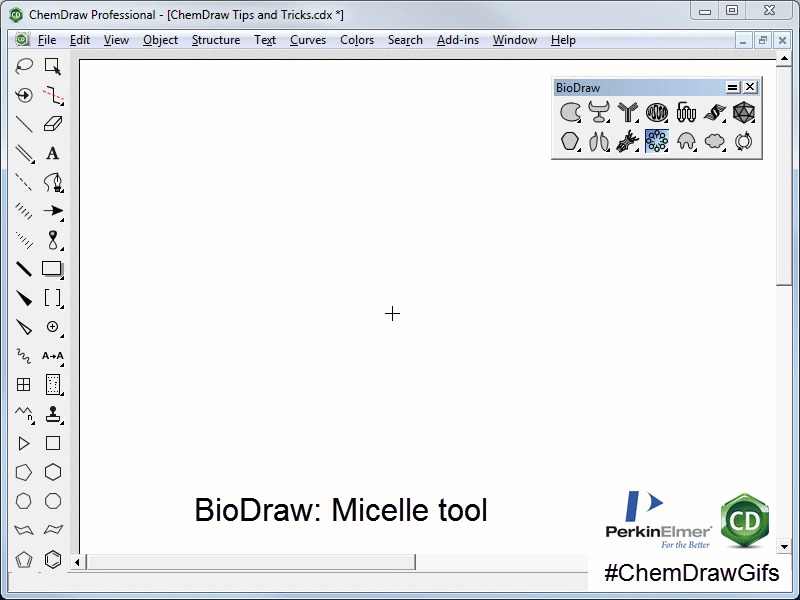 ChemDraw Professional - [ChemDraw Tips and Tricks.cdx *]
File Edit View Object Structure Text Curves Colors Search Add-ins Window Help
BioDraw
A
A→A
n
BioDraw: Micelle tool
PerkinElmer
For the Better
CD
#ChemDrawGifs